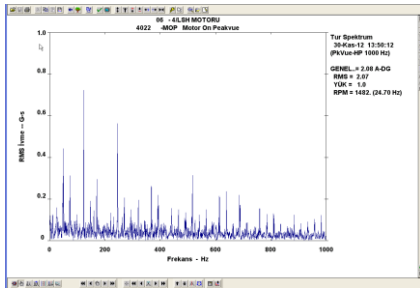 06 - 4/LSH MOTORU
4022 -MOP Motor On Peakvue
Tur Spektrum
30-Kas-12 13:50:12
(PkVue-HP 1000 Hz)
GENEL.= 2.08 A-DG
RMS = 2.07
YÜK = 1.0
RPM = 1482. (24.70 Hz)
RMS İvme -- G-s
1.0
0.8
0.6
0.4
0.2
0
0 200 400 600 800 1000
Frekans - Hz